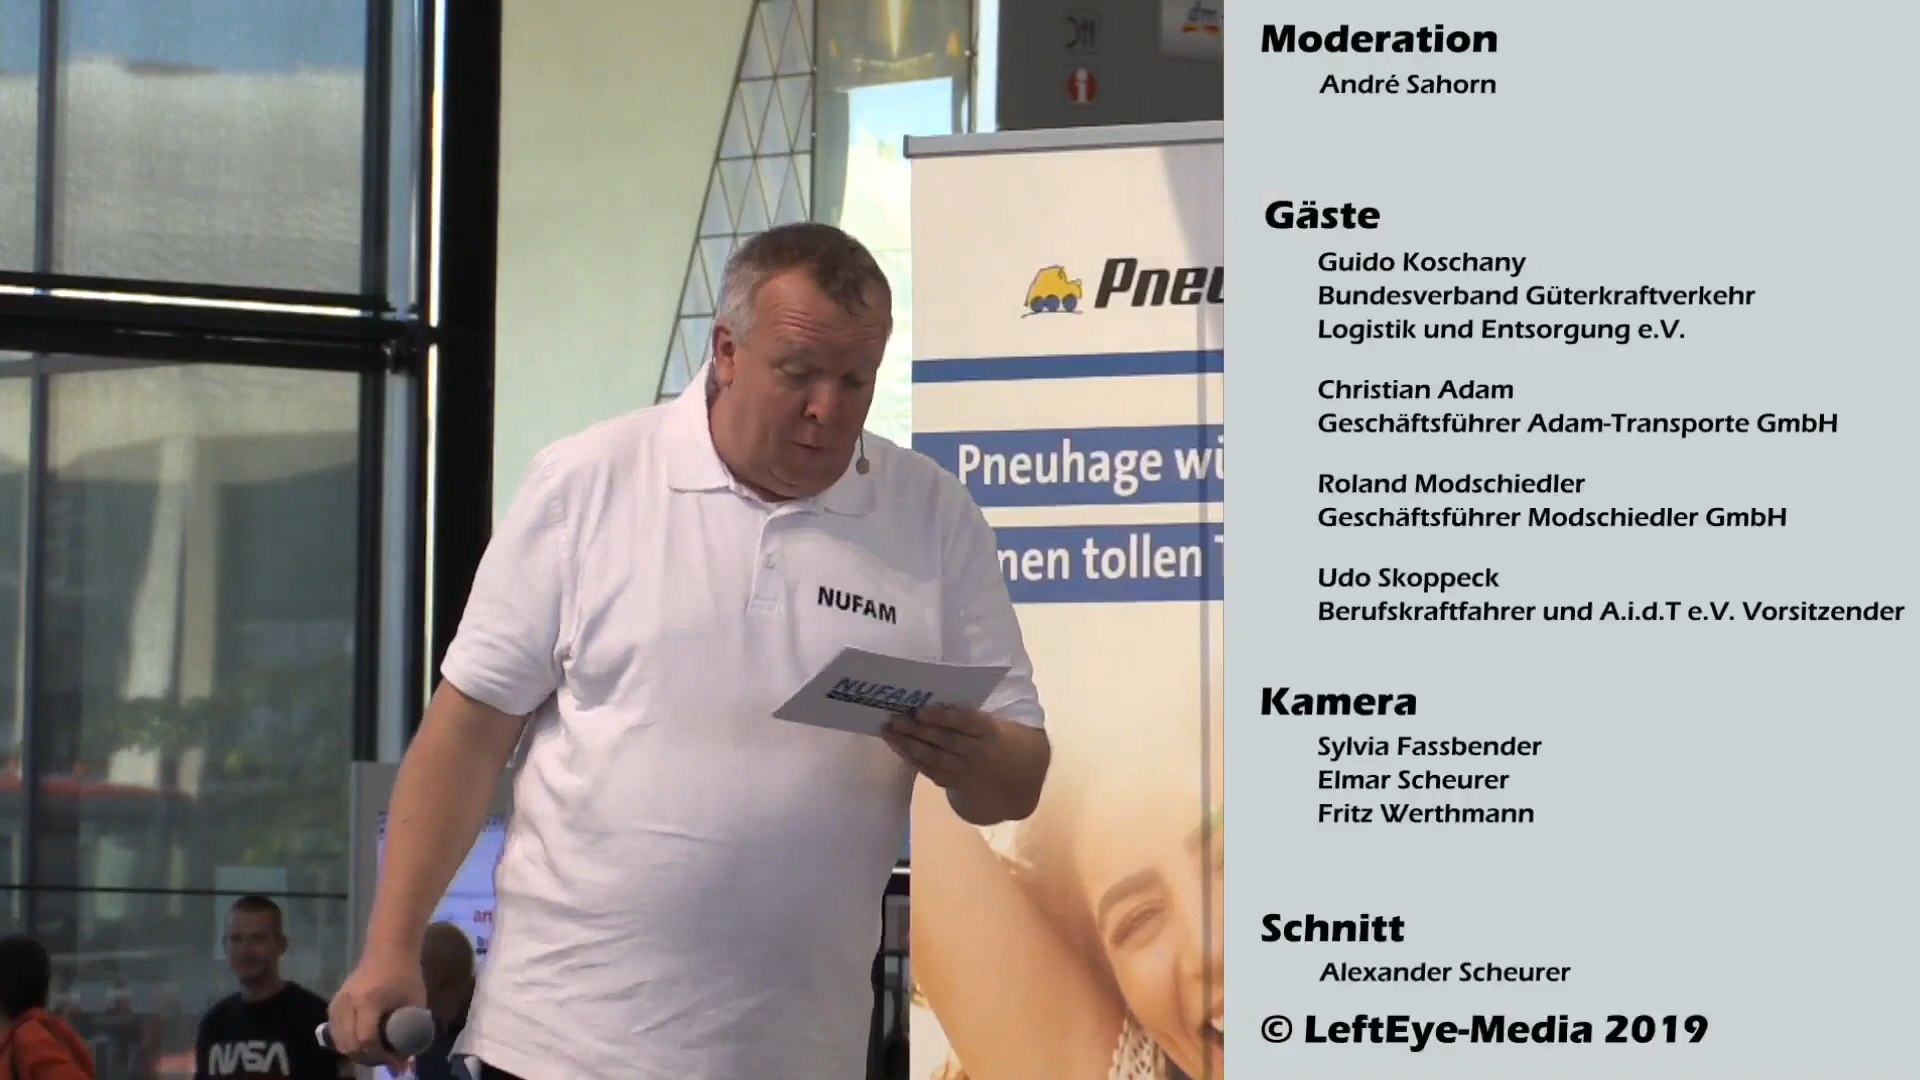 Pneu
Pneuhage wü
nen tollen T
NUFAM
NUFAM
NASA
Moderation
André Sahorn
Gäste
Guido Koschany
Bundesverband Güterkraftverkehr
Logistik und Entsorgung e.V.
Christian Adam
Geschäftsführer Adam-Transporte GmbH
Roland Modschiedler
Geschäftsführer Modschiedler GmbH
Udo Skoppeck
Berufskraftfahrer und A.i.d.T e.V. Vorsitzender
Kamera
Sylvia Fassbender
Elmar Scheurer
Fritz Werthmann
Schnitt
Alexander Scheurer
© LeftEye-Media 2019